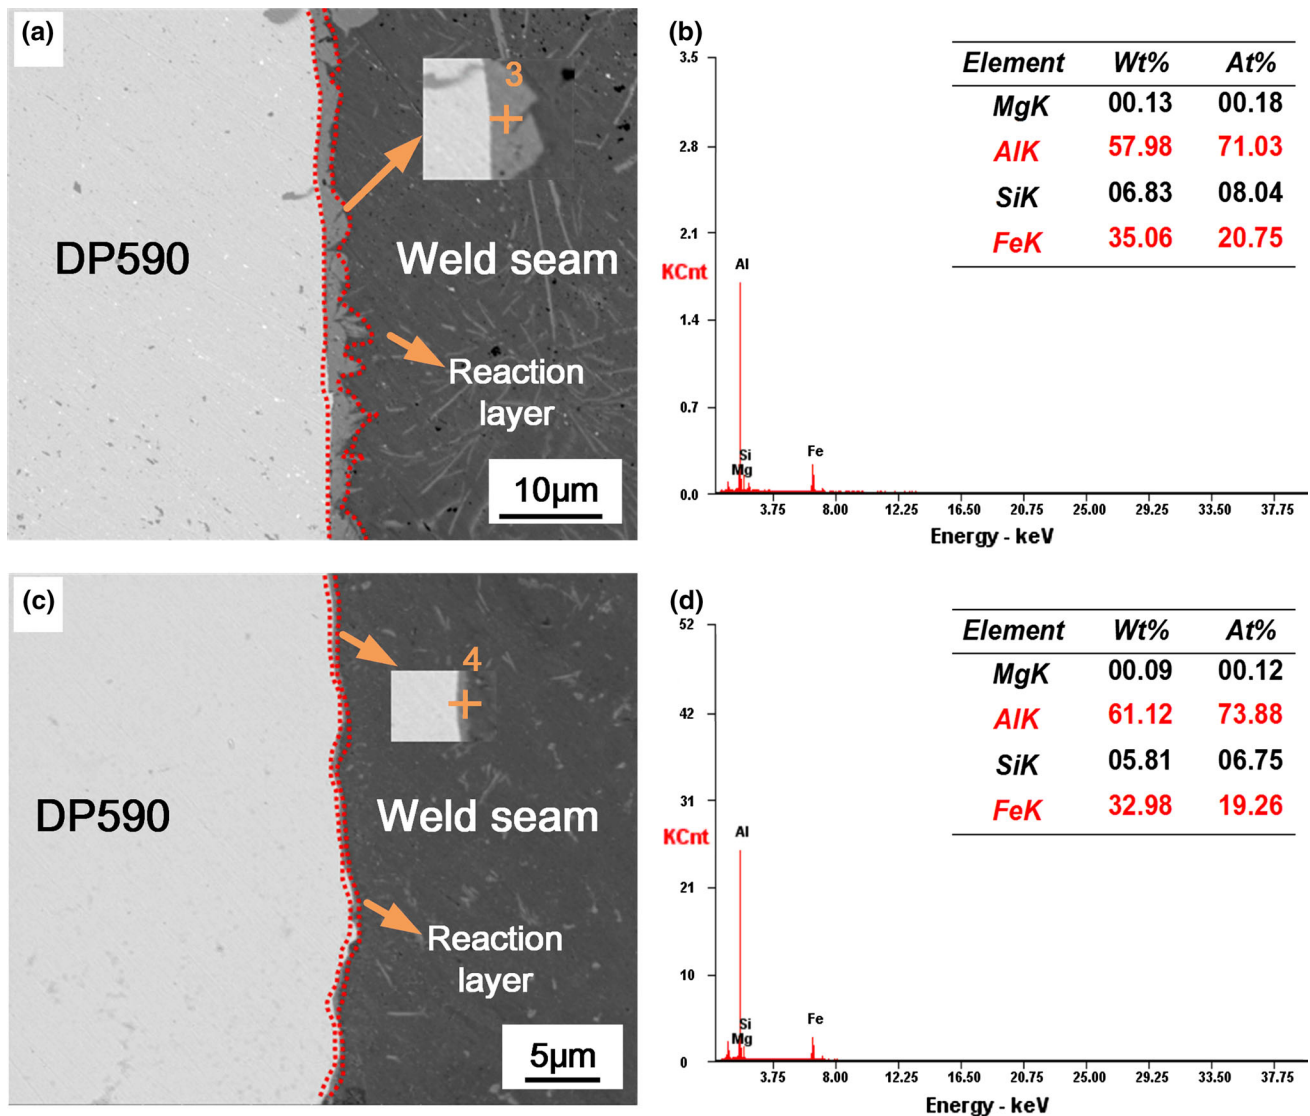 (a)
3
DP590
Weld seam
Reaction
layer
10µm
(b)
Element Wt% At%
MgK 00.13 00.18
AlK 57.98 71.03
SiK 06.83 08.04
FeK 35.06 20.75
3.5
2.8
2.1
KCnt
1.4
0.7
0.0
Al
Si
Mg
Fe
3.75 8.00 12.25 16.50 20.75 25.00 29.25 33.50 37.75
Energy - keV
(c)
4
DP590
Weld seam
Reaction
layer
5µm
(d)
Element Wt% At%
MgK 00.09 00.12
AlK 61.12 73.88
SiK 05.81 06.75
FeK 32.98 19.26
52
42
31
KCnt
21
10
0
Al
Si
Mg
Fe
3.75 8.00 12.25 16.50 20.75 25.00 29.25 33.50 37.75
Energy - keV